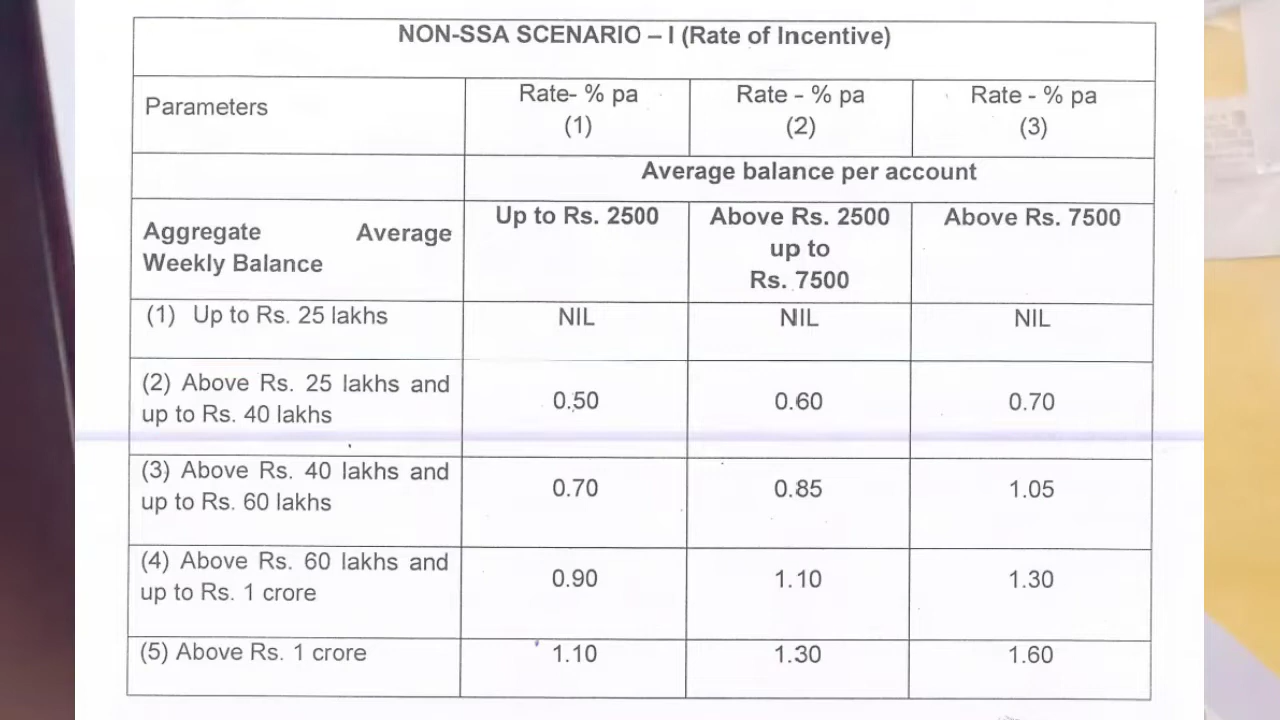 NON-SSA SCENARIO – I (Rate of Incentive)
Parameters
Rate- % pa
(1)
Rate - % pa
(2)
Rate - % pa
(3)
Average balance per account
Aggregate Average
Weekly Balance
Up to Rs. 2500
Above Rs. 2500
up to
Rs. 7500
Above Rs. 7500
(1) Up to Rs. 25 lakhs
NIL
NIL
NIL
(2) Above Rs. 25 lakhs and
up to Rs. 40 lakhs
0.50
0.60
0.70
(3) Above Rs. 40 lakhs and
up to Rs. 60 lakhs
0.70
0.85
1.05
(4) Above Rs. 60 lakhs and
up to Rs. 1 crore
0.90
1.10
1.30
(5) Above Rs. 1 crore
1.10
1.30
1.60